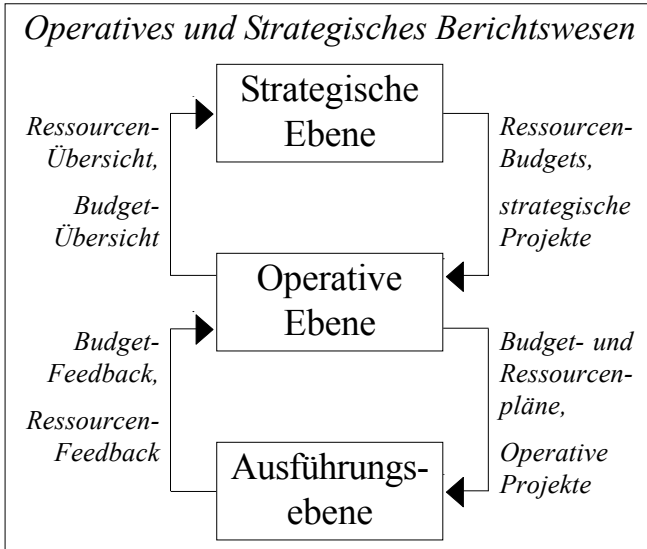 Operatives und Strategisches Berichtswesen
Strategische
Ebene
Ressourcen-
Übersicht,
Budget-
Übersicht
Ressourcen-
Budgets,
strategische
Projekte
Operative
Ebene
Budget-
Feedback,
Ressourcen-
Feedback
Budget- und
Ressourcen-
pläne,
Operative
Projekte
Ausführungs-
ebene